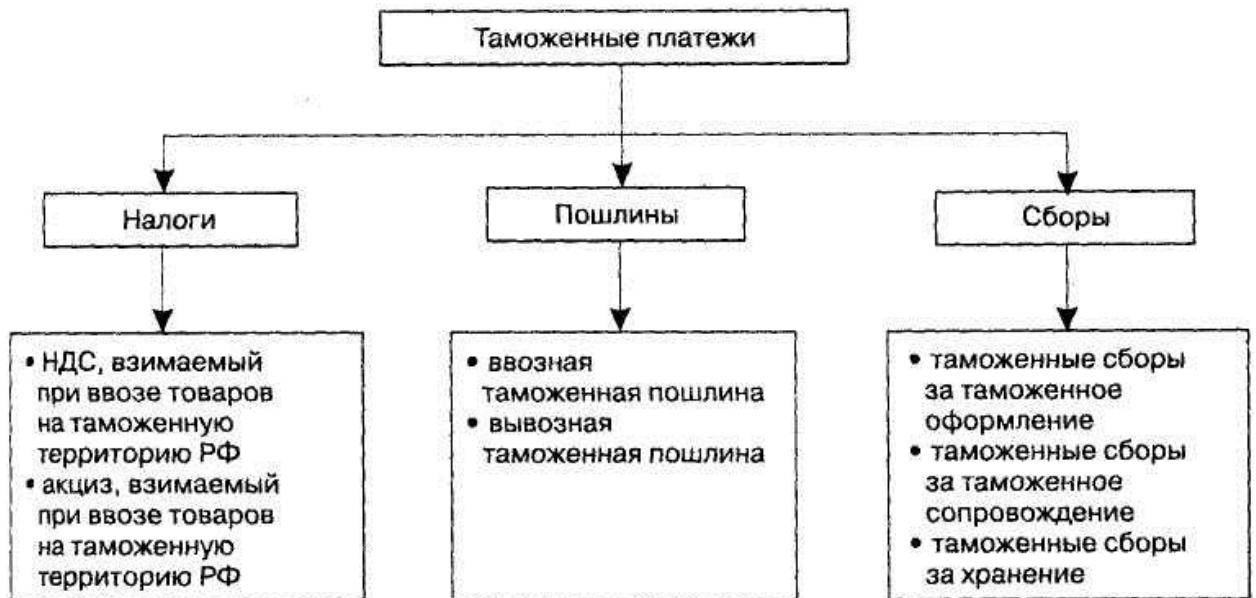 Таможенные платежи
Налоги
Пошлины
Сборы
• НДС, взимаемый
при ввозе товаров
на таможенную
территорию РФ
• акциз, взимаемый
при ввозе товаров
на таможенную
территорию РФ
• ввозная
таможенная пошлина
• вывозная
таможенная пошлина
• таможенные сборы
за таможенное
оформление
• таможенные сборы
за таможенное
сопровождение
• таможенные сборы
за хранение